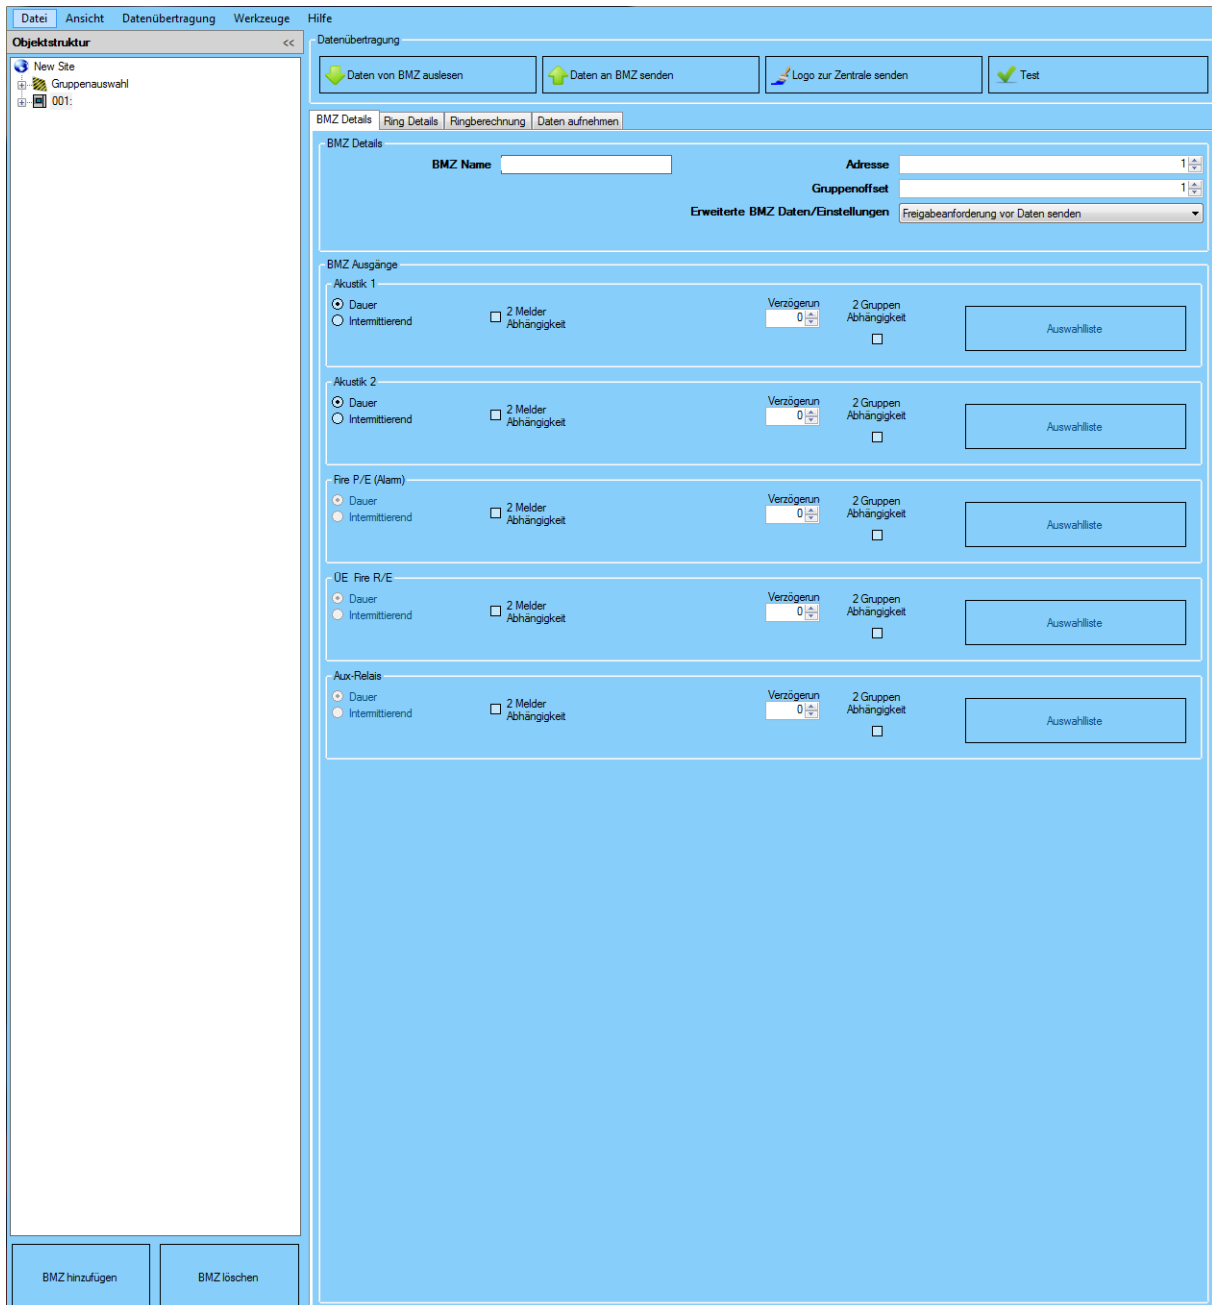 Datei Ansicht Datenübertragung Werkzeuge Hilfe
Objektstruktur <<
New Site
Gruppenauswahl
001:
Datenübertragung
Daten von BMZ auslesen Daten an BMZ senden Logo zur Zentrale senden Test
BMZ Details Ring Details Ringberechnung Daten aufnehmen
BMZ Details
BMZ Name Adresse 1
Gruppenoffset 1
Erweiterte BMZ Daten/Einstellungen Freigabeanforderung vor Daten senden
BMZ Ausgänge
Akustik 1
Dauer
Intermittierend
2 Melder
Abhängigkeit
Verzögerun
0
2 Gruppen
Abhängigkeit
Auswahlliste
Akustik 2
Dauer
Intermittierend
2 Melder
Abhängigkeit
Verzögerun
0
2 Gruppen
Abhängigkeit
Auswahlliste
Fire P/E (Alarm)
Dauer
Intermittierend
2 Melder
Abhängigkeit
Verzögerun
0
2 Gruppen
Abhängigkeit
Auswahlliste
ÜE Fire R/E
Dauer
Intermittierend
2 Melder
Abhängigkeit
Verzögerun
0
2 Gruppen
Abhängigkeit
Auswahlliste
Aux-Relais
Dauer
Intermittierend
2 Melder
Abhängigkeit
Verzögerun
0
2 Gruppen
Abhängigkeit
Auswahlliste
BMZ hinzufügen BMZ löschen